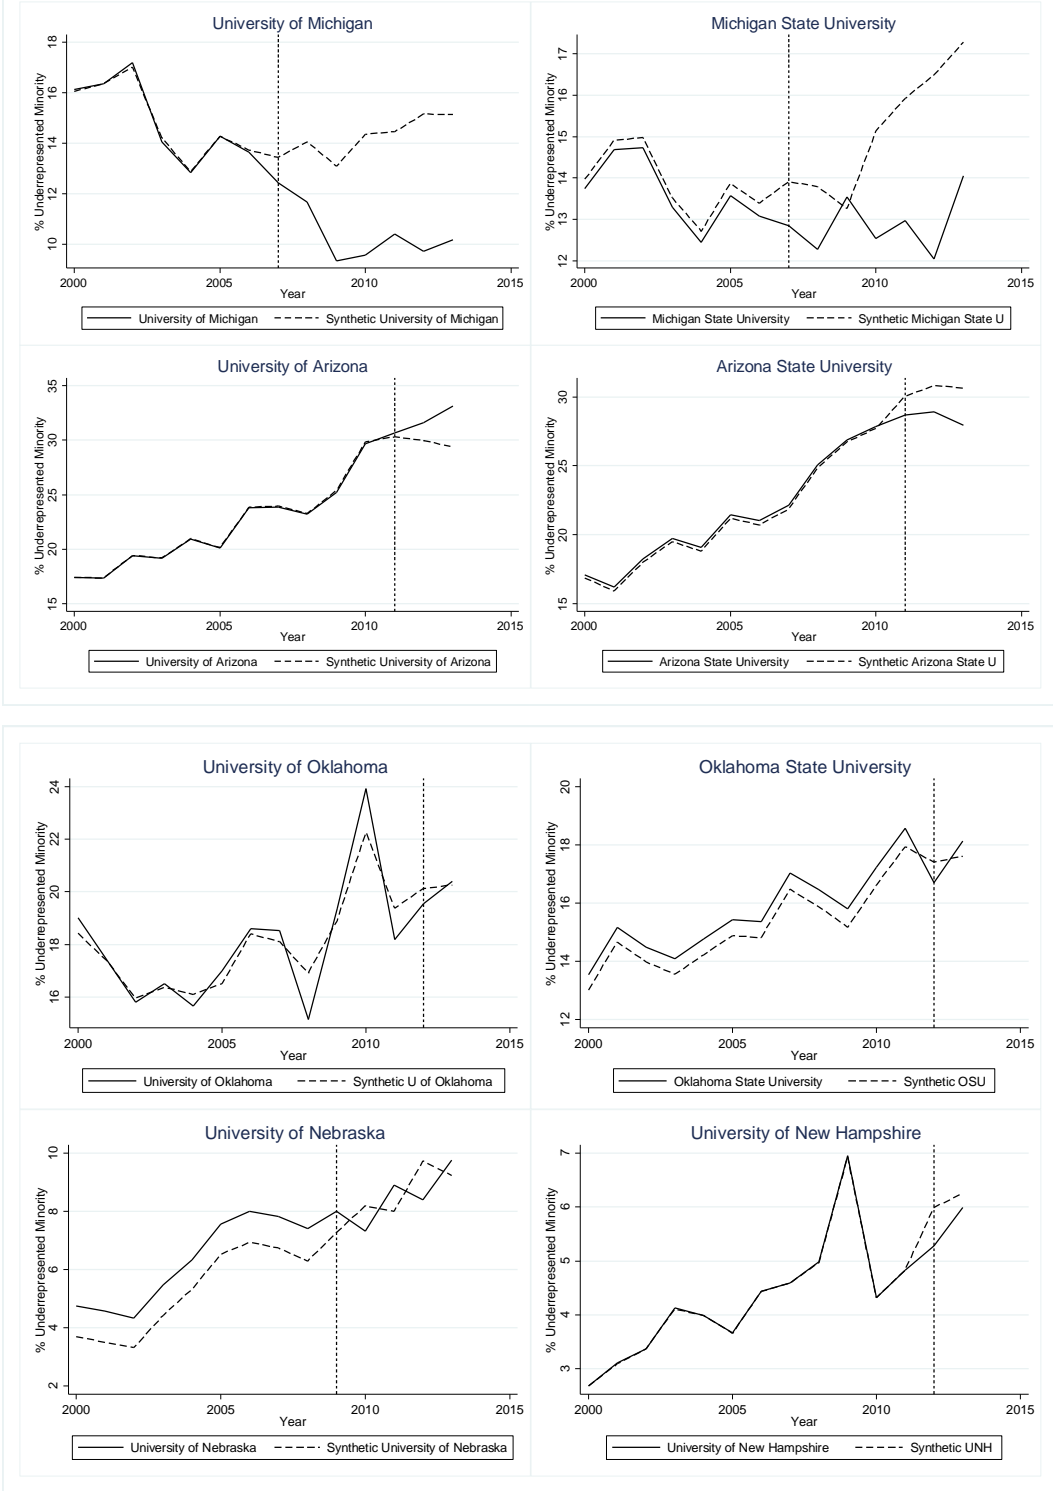 University of Michigan
% Underrepresented Minority
18
16
14
12
10
2000 2005 2010 2015
Year
University of Michigan Synthetic University of Michigan
Michigan State University
% Underrepresented Minority
17
16
15
14
13
12
2000 2005 2010 2015
Year
Michigan State University Synthetic Michigan State U
University of Arizona
% Underrepresented Minority
35
30
25
20
15
2000 2005 2010 2015
Year
University of Arizona Synthetic University of Arizona
Arizona State University
% Underrepresented Minority
30
25
20
15
2000 2005 2010 2015
Year
Arizona State University Synthetic Arizona State U
University of Oklahoma
% Underrepresented Minority
24
22
20
18
16
2000 2005 2010 2015
Year
University of Oklahoma Synthetic U of Oklahoma
Oklahoma State University
% Underrepresented Minority
20
18
16
14
12
2000 2005 2010 2015
Year
Oklahoma State University Synthetic OSU
University of Nebraska
% Underrepresented Minority
10
8
6
4
2
2000 2005 2010 2015
Year
University of Nebraska Synthetic University of Nebraska
University of New Hampshire
% Underrepresented Minority
7
6
5
4
3
2000 2005 2010 2015
Year
University of New Hampshire Synthetic UNH